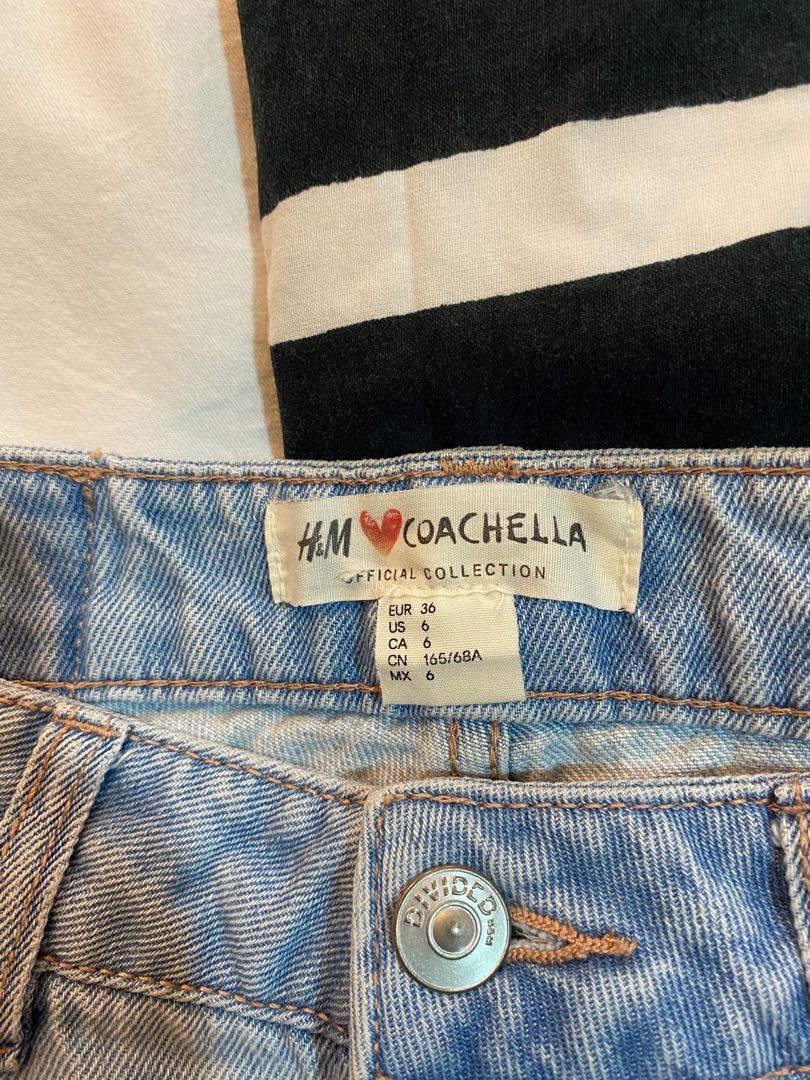 H&M ❤ COACHELLA
OFFICIAL COLLECTION
EUR 36
US 6
CA 6
CN 165/68A
MX 6
DIVIDED